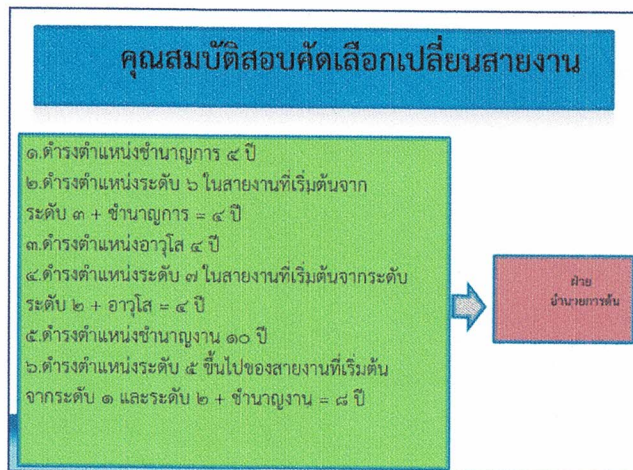 คุณสมบัติสอบคัดเลือกเปลี่ยนสายงาน
๑.ดำรงตำแหน่งชำนาญการ ๔ ปี
๒.ดำรงตำแหน่งระดับ ๖ ในสายงานที่เริ่มต้นจาก
ระดับ ๓ + ชำนาญการ = ๔ ปี
๓.ดำรงตำแหน่งอาวุโส ๔ ปี
๔.ดำรงตำแหน่งระดับ ๗ ในสายงานที่เริ่มต้นจากระดับ
ระดับ ๒ + อาวุโส = ๔ ปี
๕.ดำรงตำแหน่งชำนาญงาน ๑๐ ปี
๖.ดำรงตำแหน่งระดับ ๕ ขึ้นไปของสายงานที่เริ่มต้น
จากระดับ ๑ และระดับ ๒ + ชำนาญงาน = ๘ ปี
ฝ่าย
อำนวยการต้น